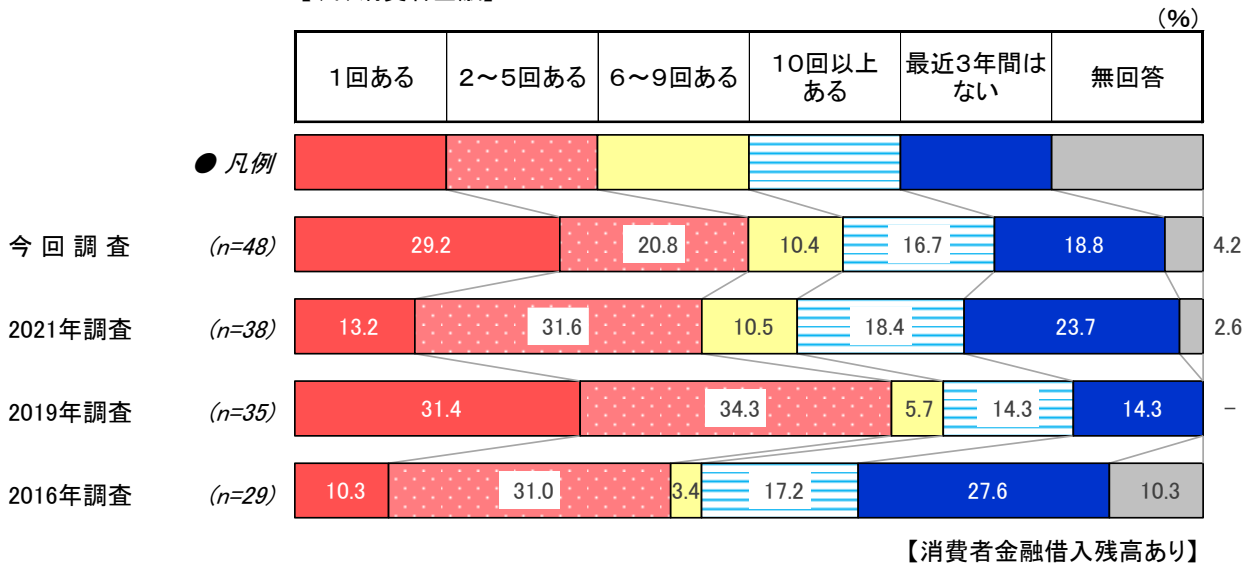 (%)
1回ある 2～5回ある 6～9回ある 10回以上ある 最近3年間はない 無回答
● 凡例
今回調査 (n=48) 29.2 20.8 10.4 16.7 18.8 4.2
2021年調査 (n=38) 13.2 31.6 10.5 18.4 23.7 2.6
2019年調査 (n=35) 31.4 34.3 5.7 14.3 14.3 －
2016年調査 (n=29) 10.3 31.0 3.4 17.2 27.6 10.3
【消費者金融借入残高あり】